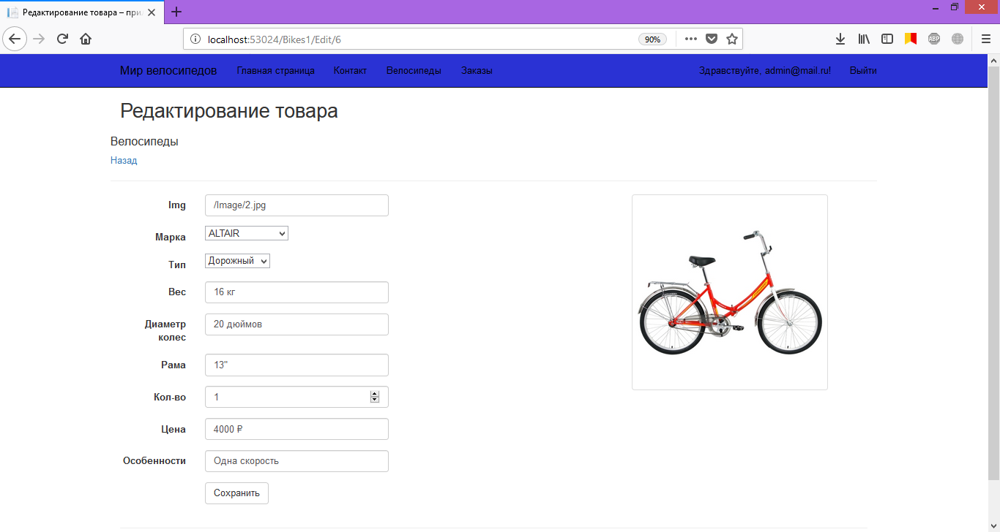 Редактирование товара – при
localhost:53024/Bikes1/Edit/6
90%
ABP
Мир велосипедов Главная страница Контакт Велосипеды Заказы Здравствуйте, admin@mail.ru! Выйти
Редактирование товара
Велосипеды
Назад
Img /Image/2.jpg
Марка ALTAIR
Тип Дорожный
Вес 16 кг
Диаметр колес 20 дюймов
Рама 13"
Кол-во 1
Цена 4000 ₽
Особенности Одна скорость
Сохранить